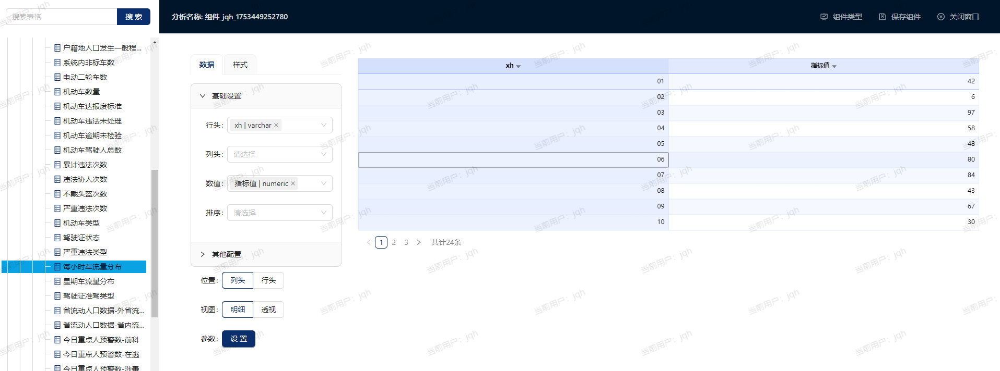 搜索表格
搜 索
分析名称: 组件_jqh_1753449252780
组件类型
保存组件
关闭窗口
户籍地人口发生一般程...
系统内非标车数
电动二轮车数
机动车数量
机动车达报废标准
机动车违法未处理
机动车逾期未检验
机动车驾驶人总数
累计违法次数
违法协人次数
不戴头盔次数
严重违法次数
机动车类型
驾驶证状态
严重违法类型
每小时车流量分布
星期车流量分布
驾驶证准驾类型
省流动人口数据-外省流...
省流动人口数据-省内流...
今日重点人预警数-前科
今日重点人预警数-在逃
今日重点人预警数-涉毒
数据
样式
基础设置
行头:
xh | varchar
列头:
请选择
数值:
指标值 | numeric
排序:
请选择
其他配置
位置:
列头
行头
视图:
明细
透视
参数:
设 置
xh 指标值
01 42
02 6
03 97
04 58
05 48
06 80
07 84
08 43
09 67
10 30
1 2 3 共计24条
当前用户: jqh